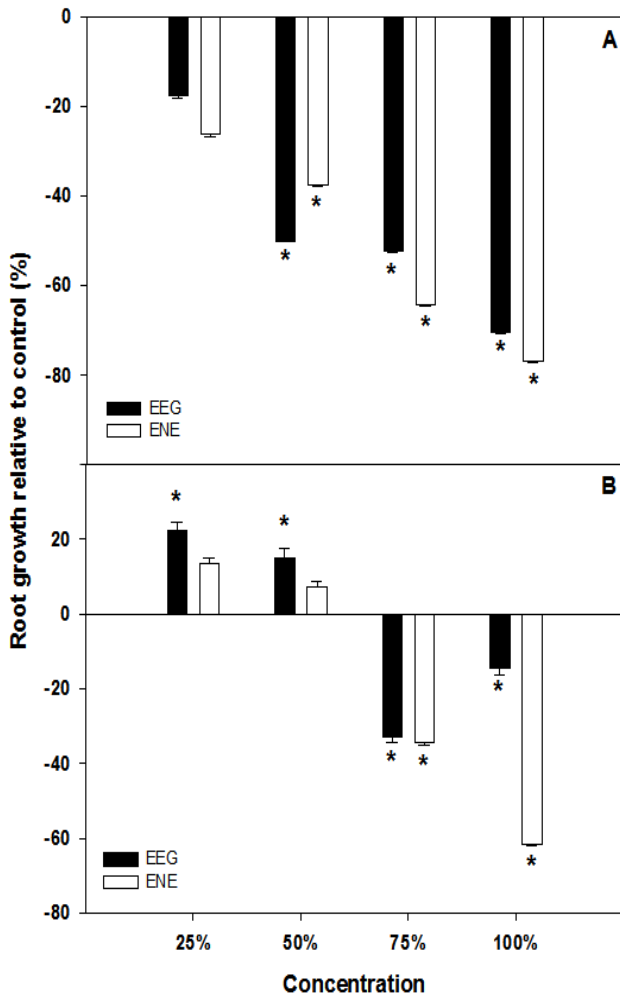 Root growth relative to control (%)
A
0
-20
-40
*
*
*
*
*
*
-60
-80
EEG
ENE
B
*
*
20
0
-20
*
*
*
-40
*
-60
-80
EEG
ENE
25% 50% 75% 100%
Concentration